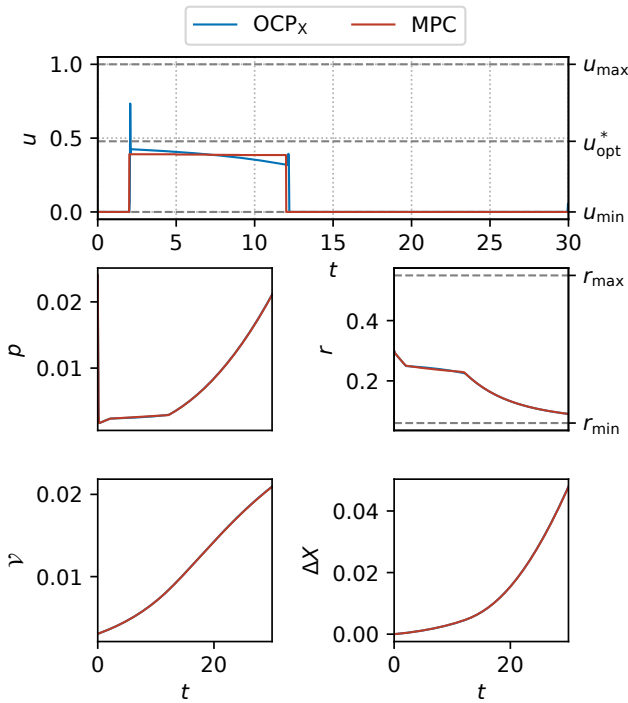 OCP_X MPC
1.0 u_max
0.5 u*_opt
0.0 u_min
u
0 5 10 15 20 25 30
t
0.02
0.01
p
0.4
0.2
r
r_max
r_min
0.02
0.01
𝒱
0 20
t
0.04
0.02
0.00
ΔX
0 20
t